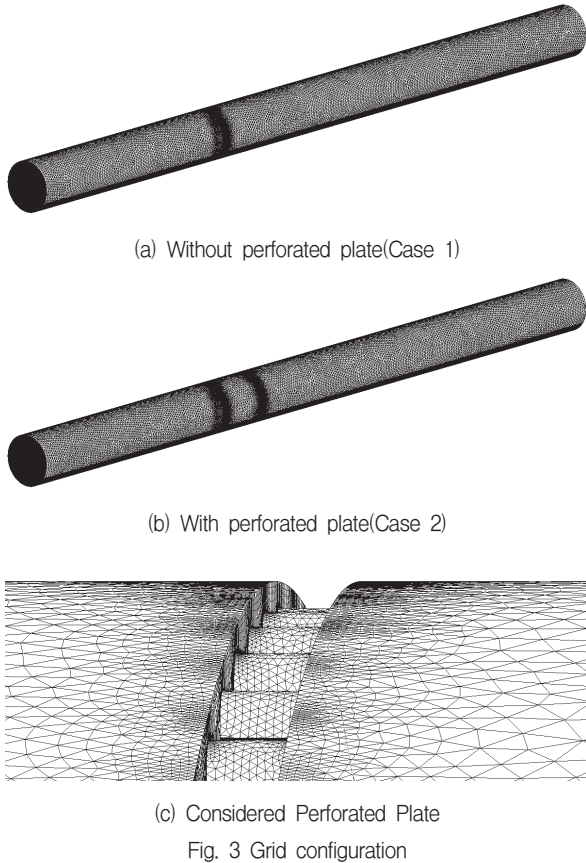 (a) Without perforated plate(Case 1)
(b) With perforated plate(Case 2)
(c) Considered Perforated Plate
Fig. 3 Grid configuration